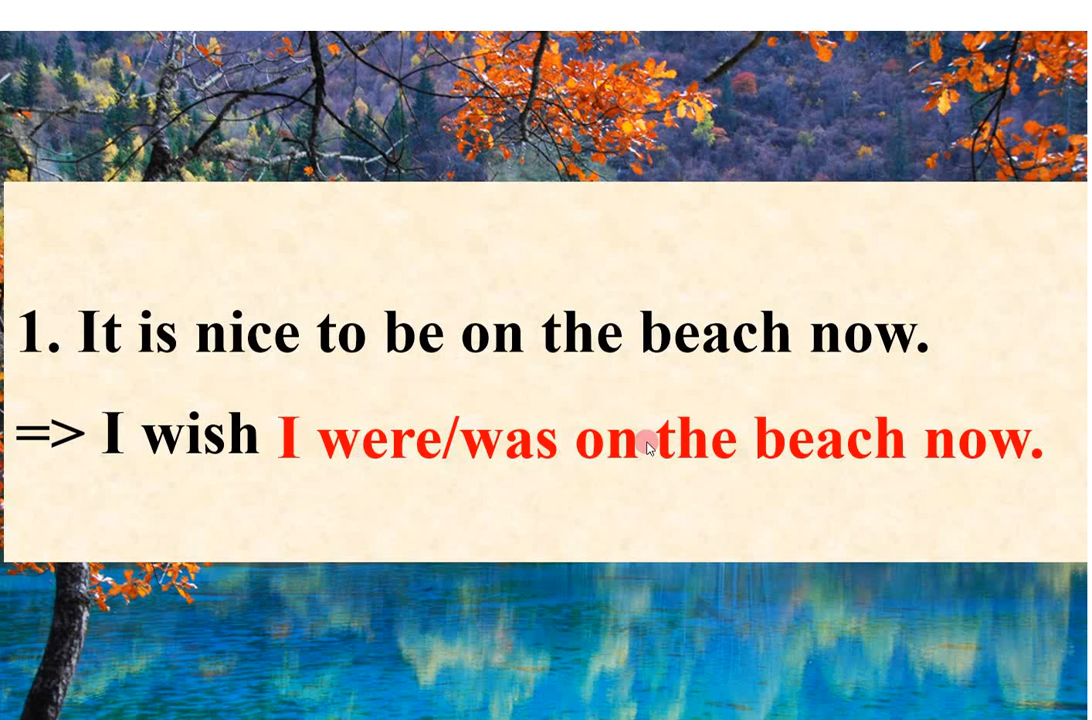 1. It is nice to be on the beach now.
=> I wish I were/was on the beach now.